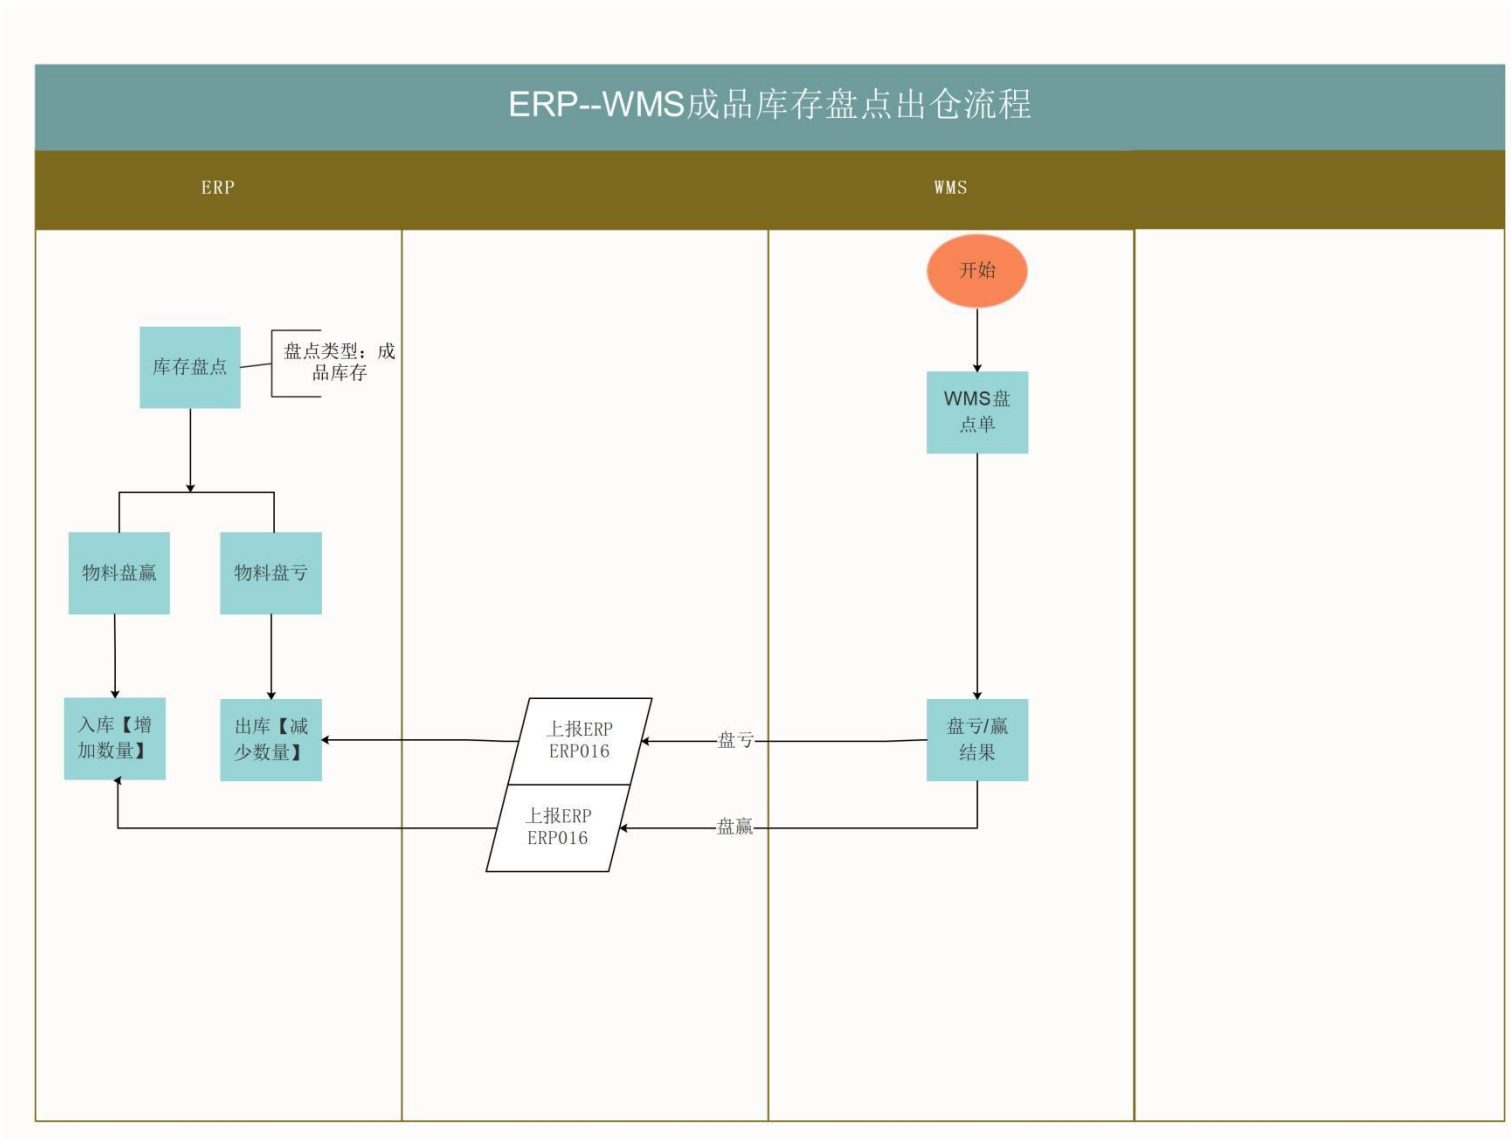 ERP--WMS成品库存盘点出仓流程
ERP
WMS
开始
库存盘点
盘点类型：成
品库存
WMS盘
点单
物料盘赢
物料盘亏
入库【增
加数量】
出库【减
少数量】
上报ERP
ERP016
盘亏
盘亏/赢
结果
上报ERP
ERP016
盘赢